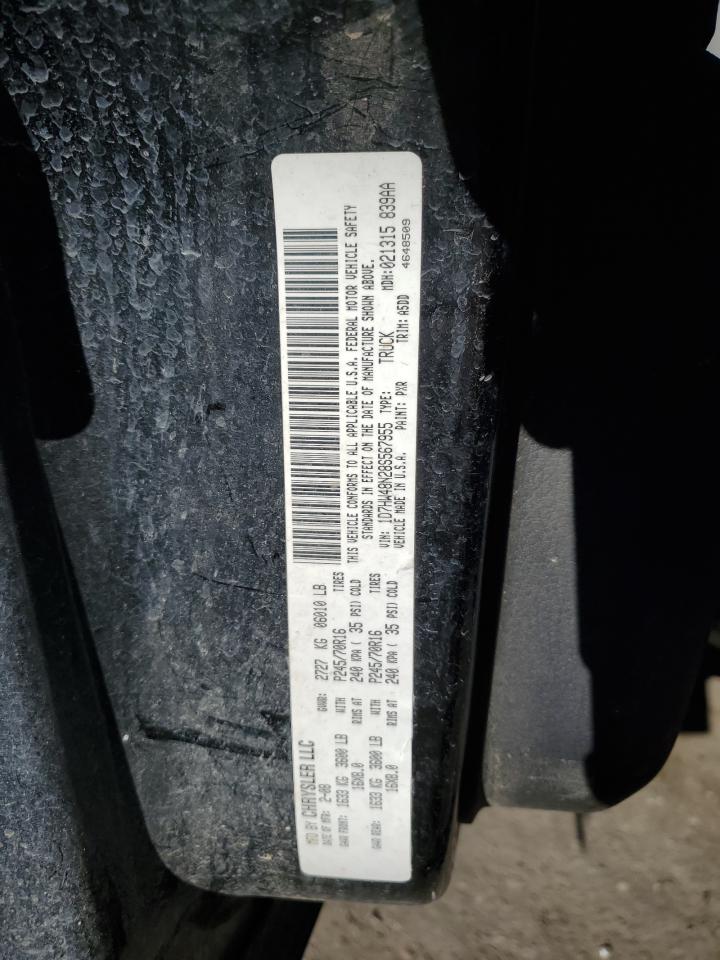 MFD BY CHRYSLER LLC
DATE OF MFR: 2-08 GVWR: 2727 KG 06010 LB
GAWR FRONT: 1633 KG 3600 LB WITH P245/70R16 TIRES
16X8.0 RIMS AT 240 KPA ( 35 PSI) COLD
GAWR REAR: 1633 KG 3600 LB WITH P245/70R16 TIRES
16X8.0 RIMS AT 240 KPA ( 35 PSI) COLD
THIS VEHICLE CONFORMS TO ALL APPLICABLE U.S.A. FEDERAL MOTOR VEHICLE SAFETY
STANDARDS IN EFFECT ON THE DATE OF MANUFACTURE SHOWN ABOVE.
VIN: 1D7HW48N28S567955 TYPE: TRUCK MDH:021315 839AA
VEHICLE MADE IN U.S.A. PAINT: PXR TRIM: A5DD 4648509